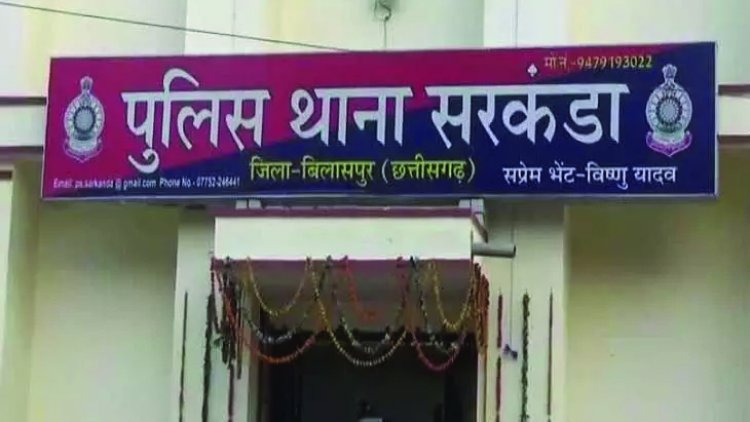 मो.नं.-9479193022
पुलिस थाना सरकंडा
जिला-बिलासपुर (छत्तीसगढ़)
सप्रेम भेंट-विष्णु यादव
Email: ps.sarkanda @ gmail.com Phone No.- 07752-246441